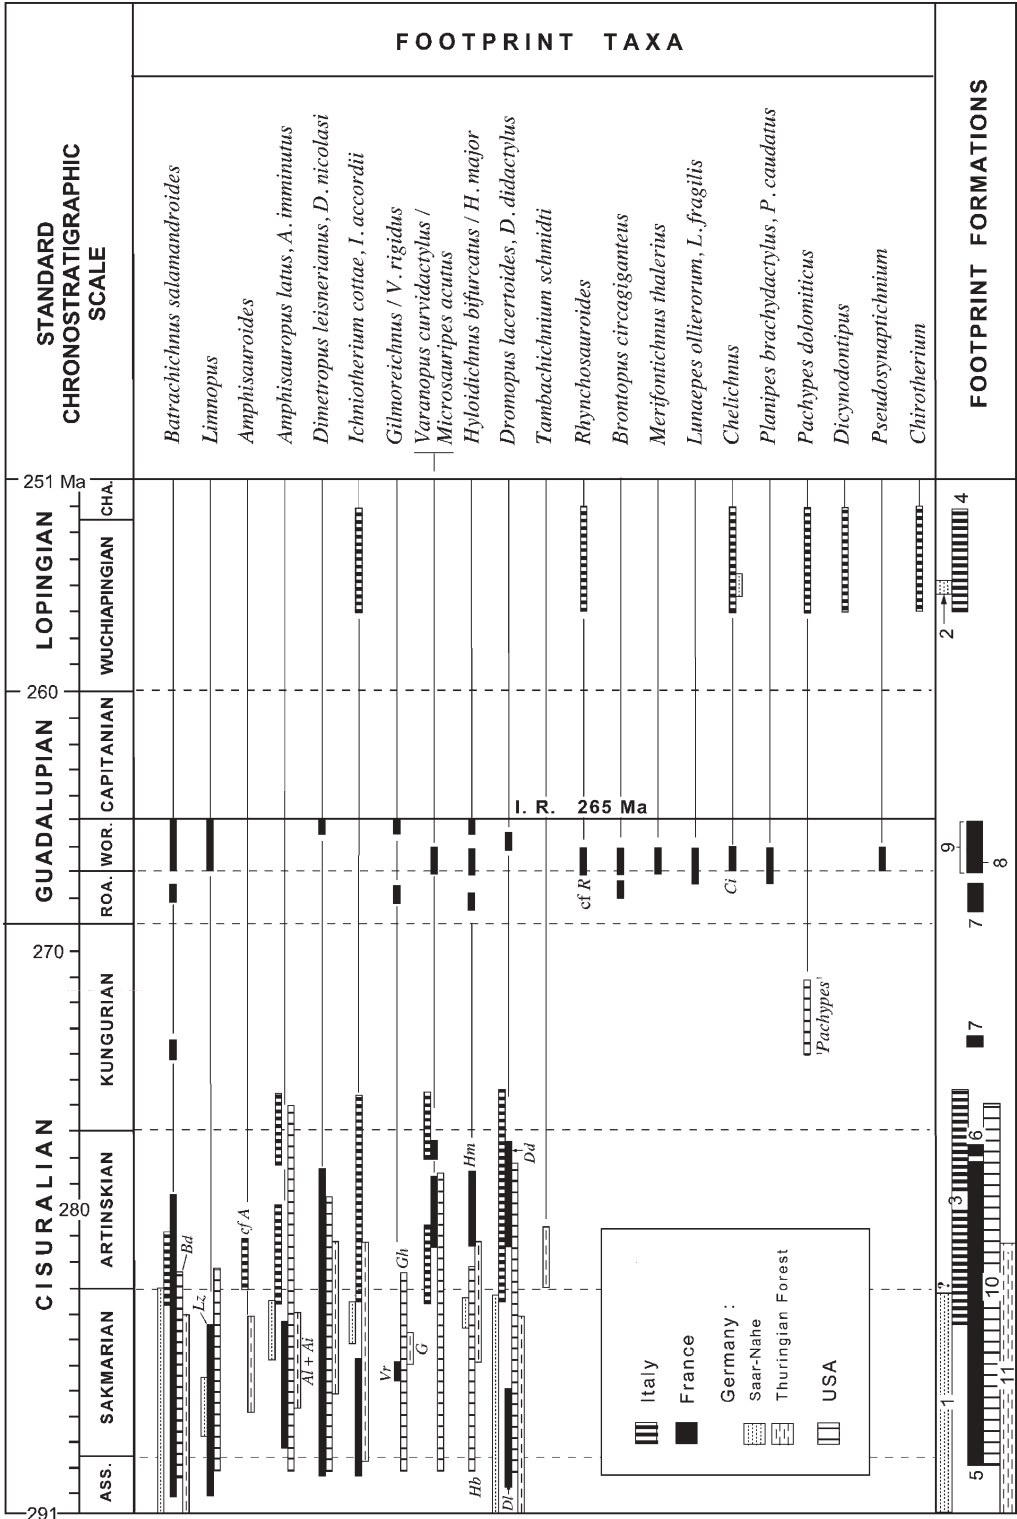 FOOTPRINT TAXA
STANDARD
CHRONOSTRATIGRAPHIC
SCALE
Batrachichnus salamandroides
Limnopus
Amphisauroides
Amphisauropus latus, A. imminutus
Dimetropus leisnerianus, D. nicolasi
Ichniotherium cottae, I. accordii
Gilmoreichnus / V. rigidus
Varanopus curvidactylus /
Microsauripes acutus
Hyloidichnus bifurcatus / H. major
Dromopus lacertoides, D. didactylus
Tambachichnium schmidti
Rhynchosauroides
Brontopus circagiganteus
Merifontichnus thalerius
Lunaepes ollierorum, L. fragilis
Chelichnus
Planipes brachydactylus, P. caudatus
Pachypes dolomiticus
Dicynodontipus
Pseudosynaptichnium
Chirotherium
FOOTPRINT FORMATIONS
251 Ma
LOPINGIAN
CHA.
WUCHIAPINGIAN
4
2
260
GUADALUPIAN
CAPITANIAN
I. R. 265 Ma
WOR.
ROA.
cf R
Ci
9
8
7
270
CISURALIAN
KUNGURIAN
'Pachypes'
7
280
ARTINSKIAN
Bd
cf A
Gh
Hm
Dd
6
3
SAKMARIAN
Lz
Al + Ai
Vr
G
?
10
1
11
ASS.
Hb
Dl
5
291
Italy
France
Germany :
Saar-Nahe
Thuringian Forest
USA